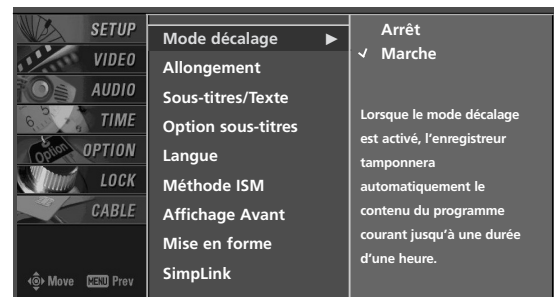 SETUP
VIDEO
AUDIO
TIME
Option OPTION
LOCK
CABLE
Move MENU Prev
Mode décalage ►
Allongement
Sous-titres/Texte
Option sous-titres
Langue
Méthode ISM
Affichage Avant
Mise en forme
SimpLink
Arrêt
✓ Marche
Lorsque le mode décalage
est activé, l'enregistreur
tamponnera
automatiquement le
contenu du programme
courant jusqu'à une durée
d'une heure.